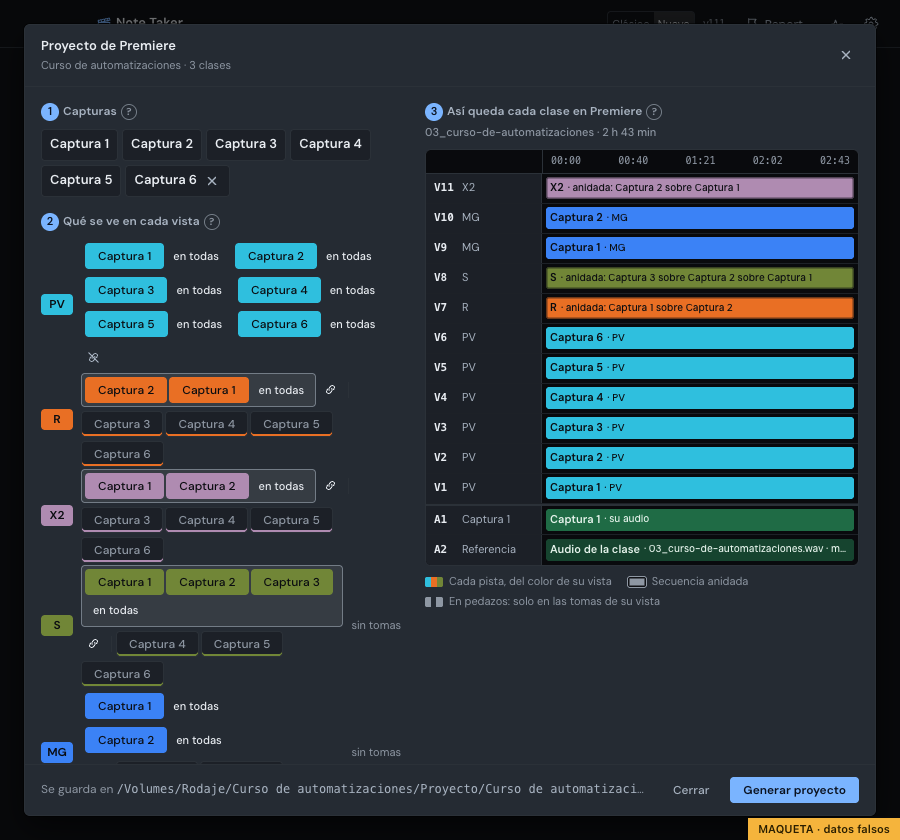 Note Taker
Clásico Nuevo v111 Report
Proyecto de Premiere
Curso de automatizaciones · 3 clases
1 Capturas ?
Captura 1 Captura 2 Captura 3 Captura 4
Captura 5 Captura 6 ×
2 Qué se ve en cada vista ?
PV
Captura 1 en todas Captura 2 en todas
Captura 3 en todas Captura 4 en todas
Captura 5 en todas Captura 6 en todas
R
Captura 2 Captura 1 en todas
Captura 3 Captura 4 Captura 5
Captura 6
X2
Captura 1 Captura 2 en todas
Captura 3 Captura 4 Captura 5
Captura 6
S
Captura 1 Captura 2 Captura 3
en todas
sin tomas
Captura 4 Captura 5
Captura 6
MG
Captura 1 en todas
Captura 2 en todas
sin tomas
3 Así queda cada clase en Premiere ?
03_curso-de-automatizaciones · 2 h 43 min
00:00 00:40 01:21 02:02 02:43
V11 X2 X2 · anidada: Captura 2 sobre Captura 1
V10 MG Captura 2 · MG
V9 MG Captura 1 · MG
V8 S S · anidada: Captura 3 sobre Captura 2 sobre Captura 1
V7 R R · anidada: Captura 1 sobre Captura 2
V6 PV Captura 6 · PV
V5 PV Captura 5 · PV
V4 PV Captura 4 · PV
V3 PV Captura 3 · PV
V2 PV Captura 2 · PV
V1 PV Captura 1 · PV
A1 Captura 1 Captura 1 · su audio
A2 Referencia Audio de la clase · 03_curso-de-automatizaciones.wav · m…
Cada pista, del color de su vista Secuencia anidada
En pedazos: solo en las tomas de su vista
Se guarda en /Volumes/Rodaje/Curso de automatizaciones/Proyecto/Curso de automatizaci…
Cerrar Generar proyecto
MAQUETA · datos falsos